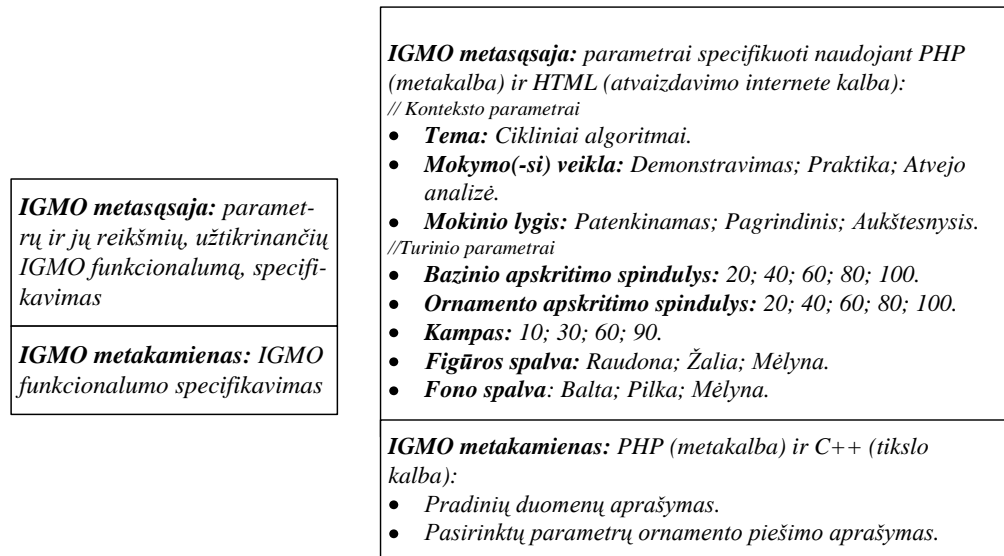 IGMO metasąsaja: paramet-
rų ir jų reikšmių, užtikrinančių
IGMO funkcionalumą, specifi-
kavimas
IGMO metakamienas: IGMO
funkcionalumo specifikavimas
IGMO metasąsaja: parametrai specifikuoti naudojant PHP
(metakalba) ir HTML (atvaizdavimo internete kalba):
// Konteksto parametrai
• Tema: Cikliniai algoritmai.
• Mokymo(-si) veikla: Demonstravimas; Praktika; Atvejo
analizė.
• Mokinio lygis: Patenkinamas; Pagrindinis; Aukštesnysis.
//Turinio parametrai
• Bazinio apskritimo spindulys: 20; 40; 60; 80; 100.
• Ornamento apskritimo spindulys: 20; 40; 60; 80; 100.
• Kampas: 10; 30; 60; 90.
• Figūros spalva: Raudona; Žalia; Mėlyna.
• Fono spalva: Balta; Pilka; Mėlyna.
IGMO metakamienas: PHP (metakalba) ir C++ (tikslo
kalba):
• Pradinių duomenų aprašymas.
• Pasirinktų parametrų ornamento piešimo aprašymas.